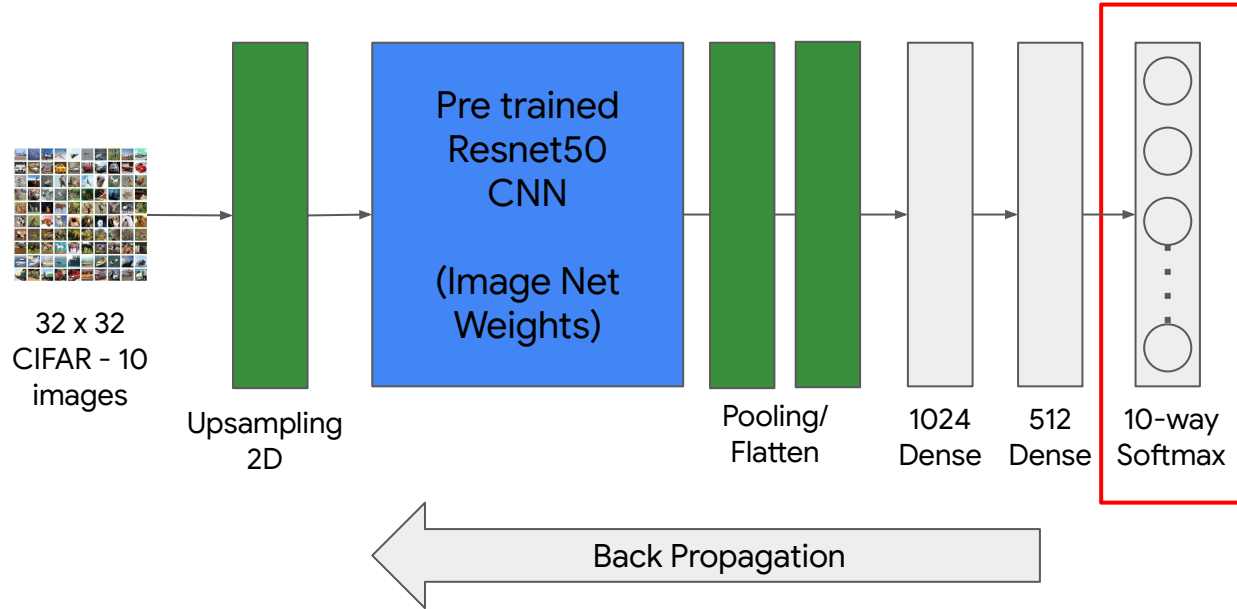 Pre trained
Resnet50
CNN
(Image Net
Weights)
32 x 32
CIFAR - 10
images
Upsampling
2D
Pooling/
Flatten
1024
Dense
512
Dense
10-way
Softmax
Back Propagation